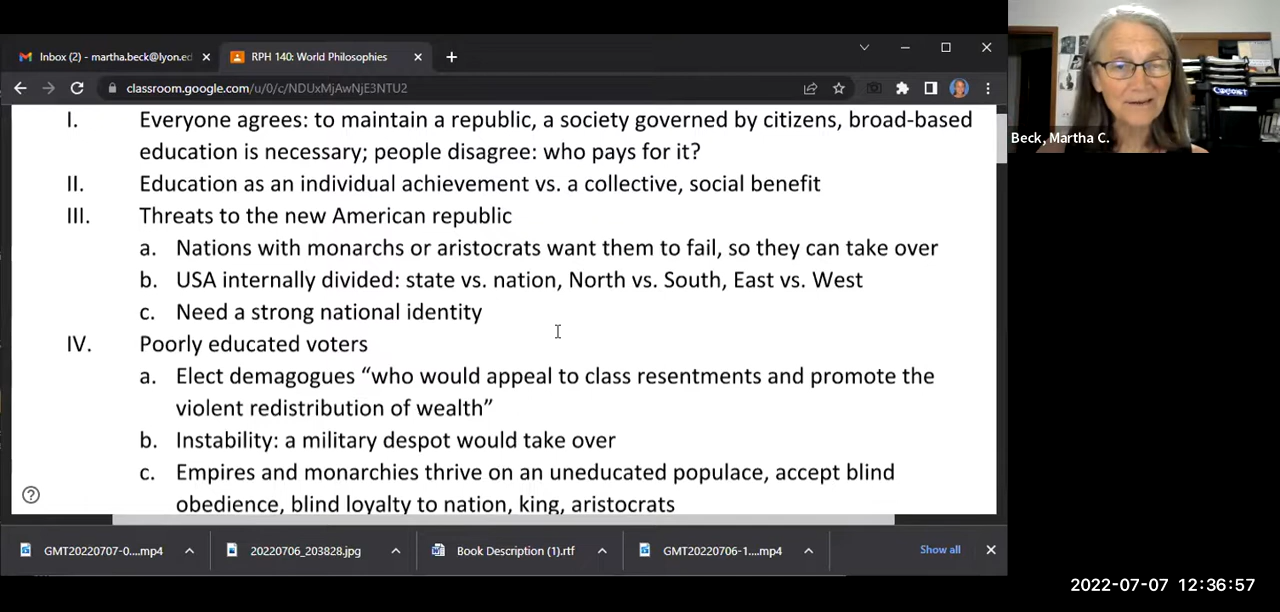 Inbox (2) - martha.beck@lyon.ed
RPH 140: World Philosophies
classroom.google.com/u/0/c/NDUxMjAwNjE3NTU2
I. Everyone agrees: to maintain a republic, a society governed by citizens, broad-based
education is necessary; people disagree: who pays for it?
II. Education as an individual achievement vs. a collective, social benefit
III. Threats to the new American republic
a. Nations with monarchs or aristocrats want them to fail, so they can take over
b. USA internally divided: state vs. nation, North vs. South, East vs. West
c. Need a strong national identity
IV. Poorly educated voters
a. Elect demagogues “who would appeal to class resentments and promote the
violent redistribution of wealth”
b. Instability: a military despot would take over
c. Empires and monarchies thrive on an uneducated populace, accept blind
obedience, blind loyalty to nation, king, aristocrats
GMT20220707-0....mp4
20220706_203828.jpg
Book Description (1).rtf
GMT20220706-1....mp4
Show all
Beck, Martha C.
2022-07-07 12:36:57